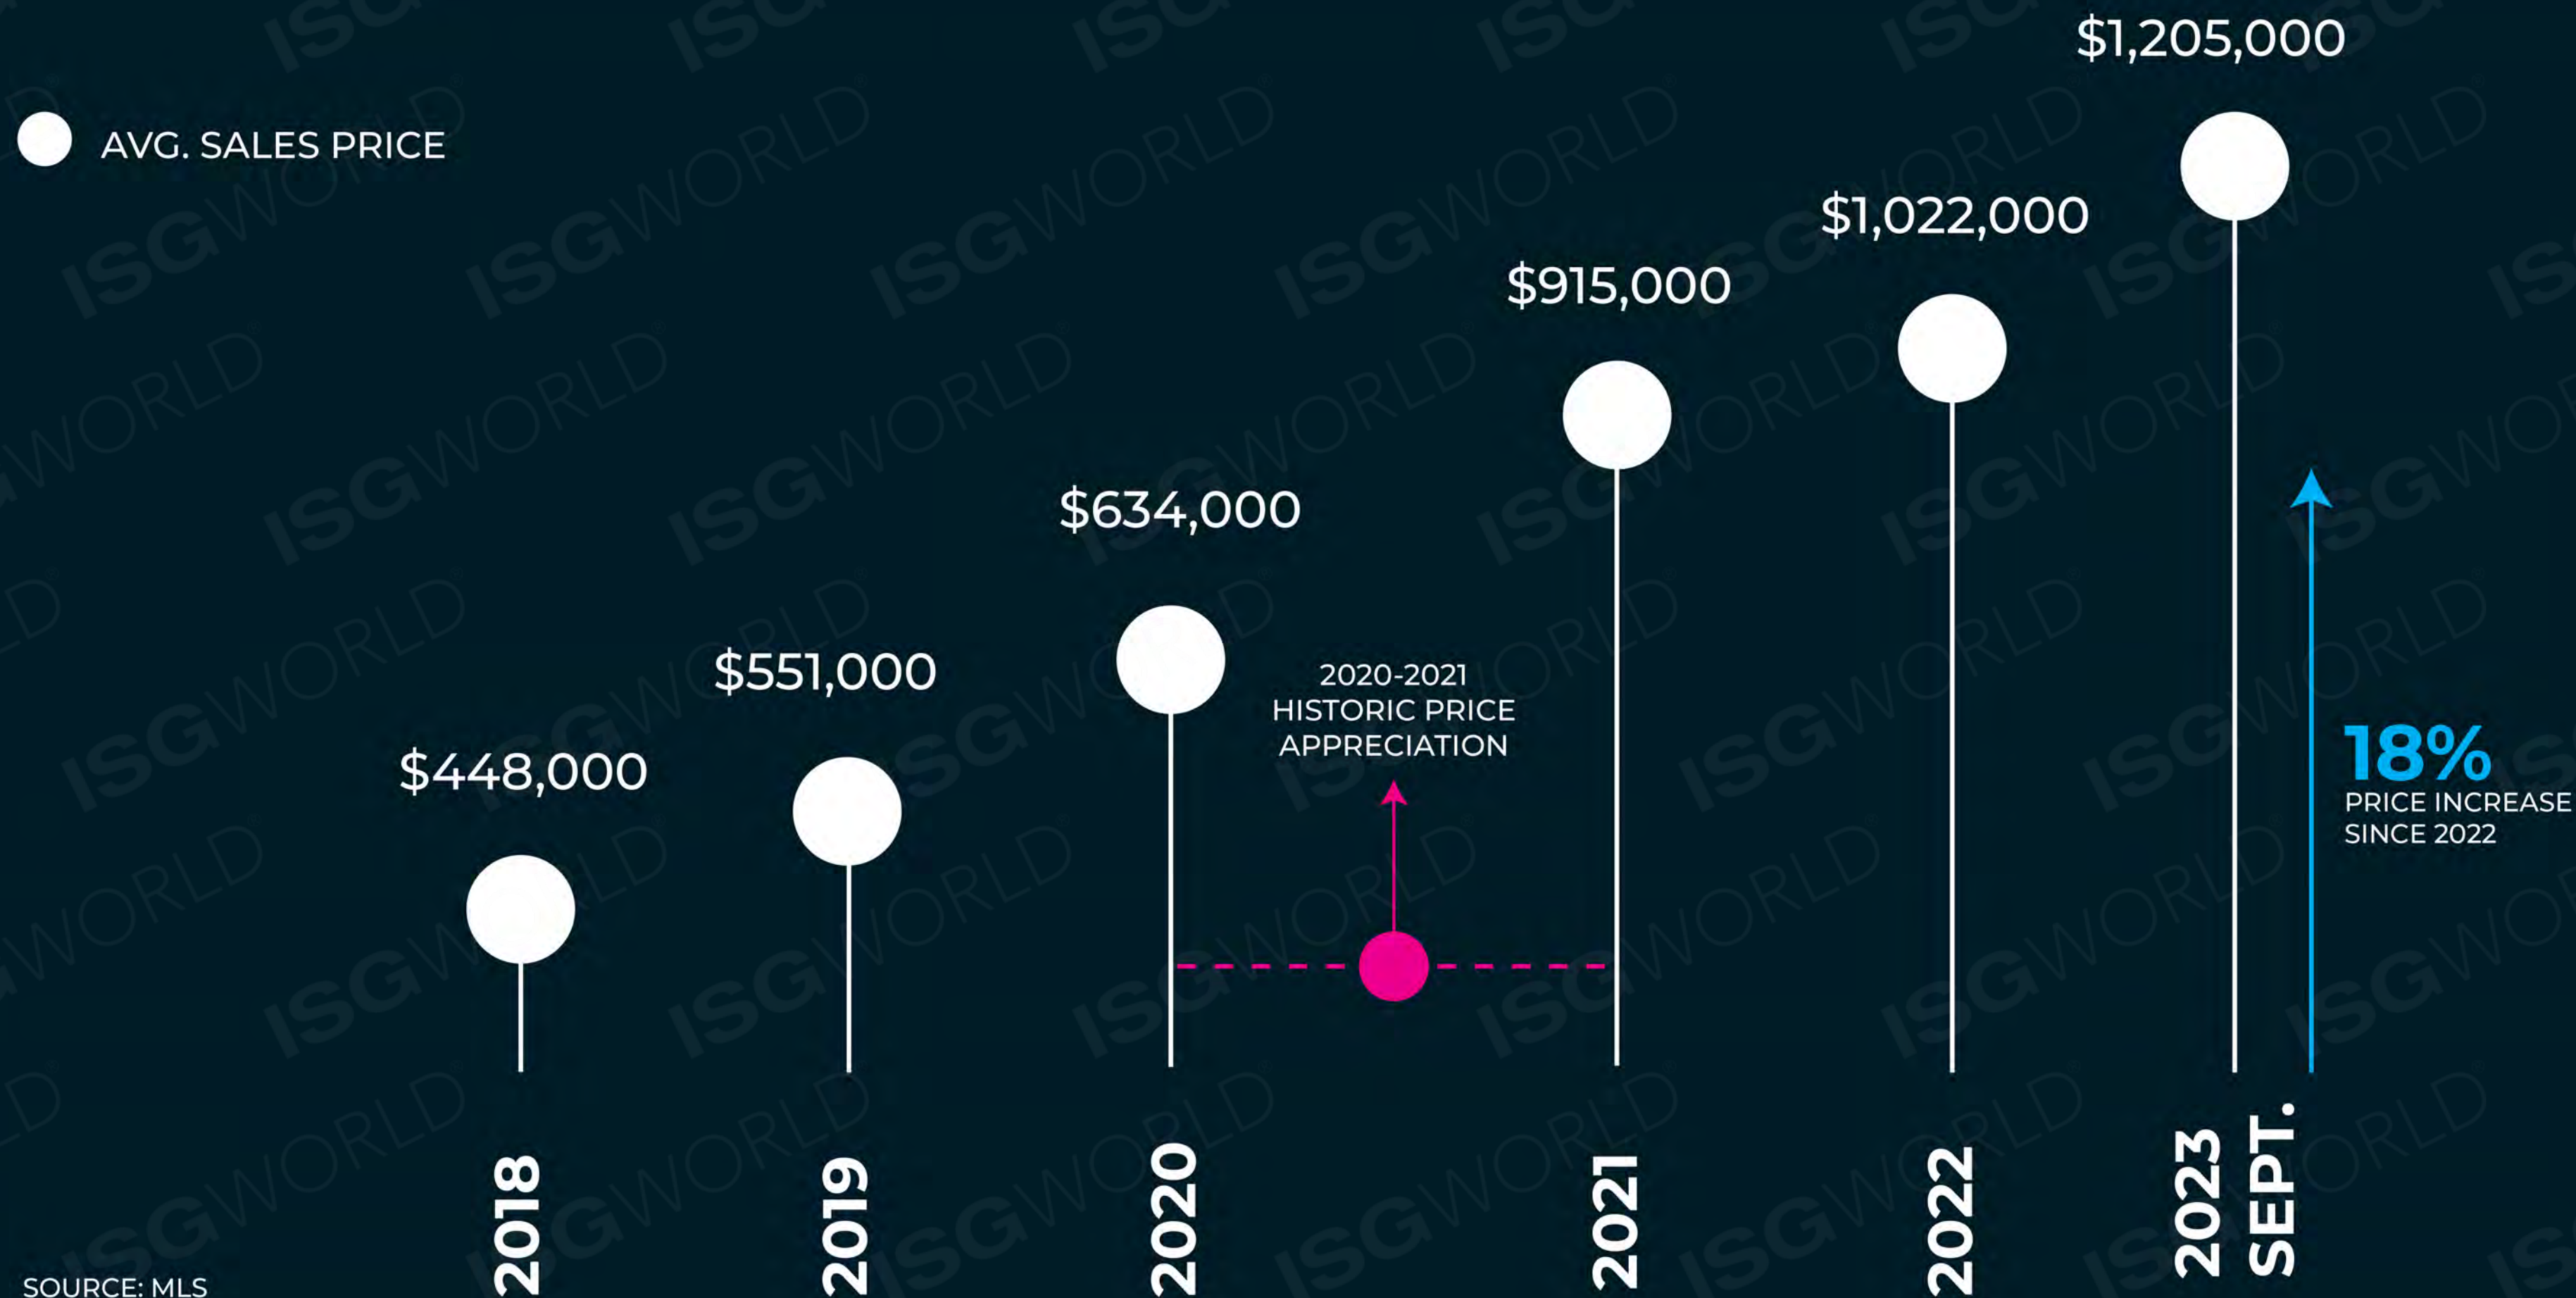 AVG. SALES PRICE
$448,000
$551,000
$634,000
$915,000
$1,022,000
$1,205,000
2020-2021
HISTORIC PRICE
APPRECIATION
18%
PRICE INCREASE
SINCE 2022
2018
2019
2020
2021
2022
2023
SEPT.
SOURCE: MLS
ISGWORLD®